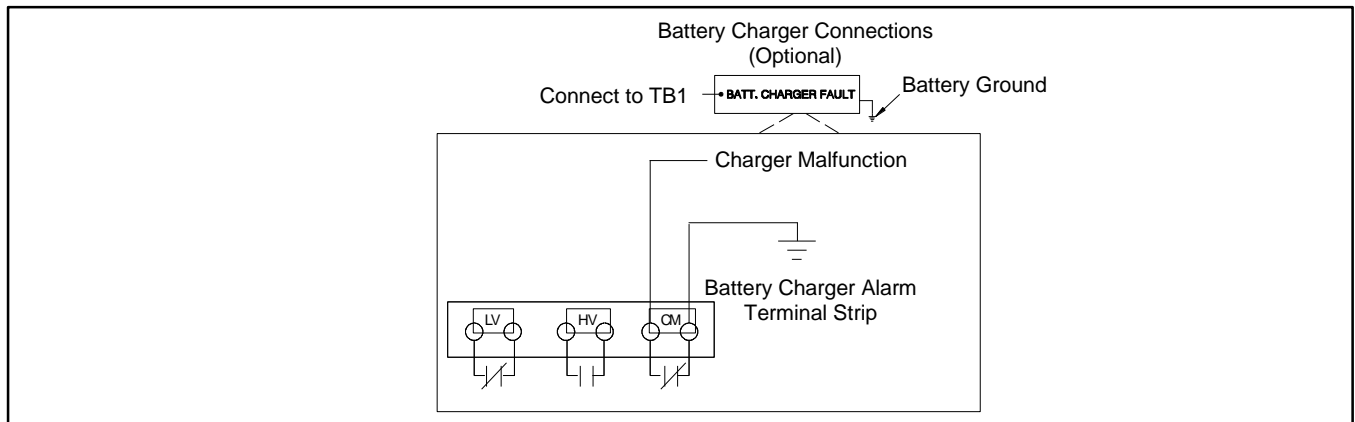 Battery Charger Connections
(Optional)
Connect to TB1
BATT. CHARGER FAULT
Battery Ground
Charger Malfunction
Battery Charger Alarm
Terminal Strip
LV
HV
CM